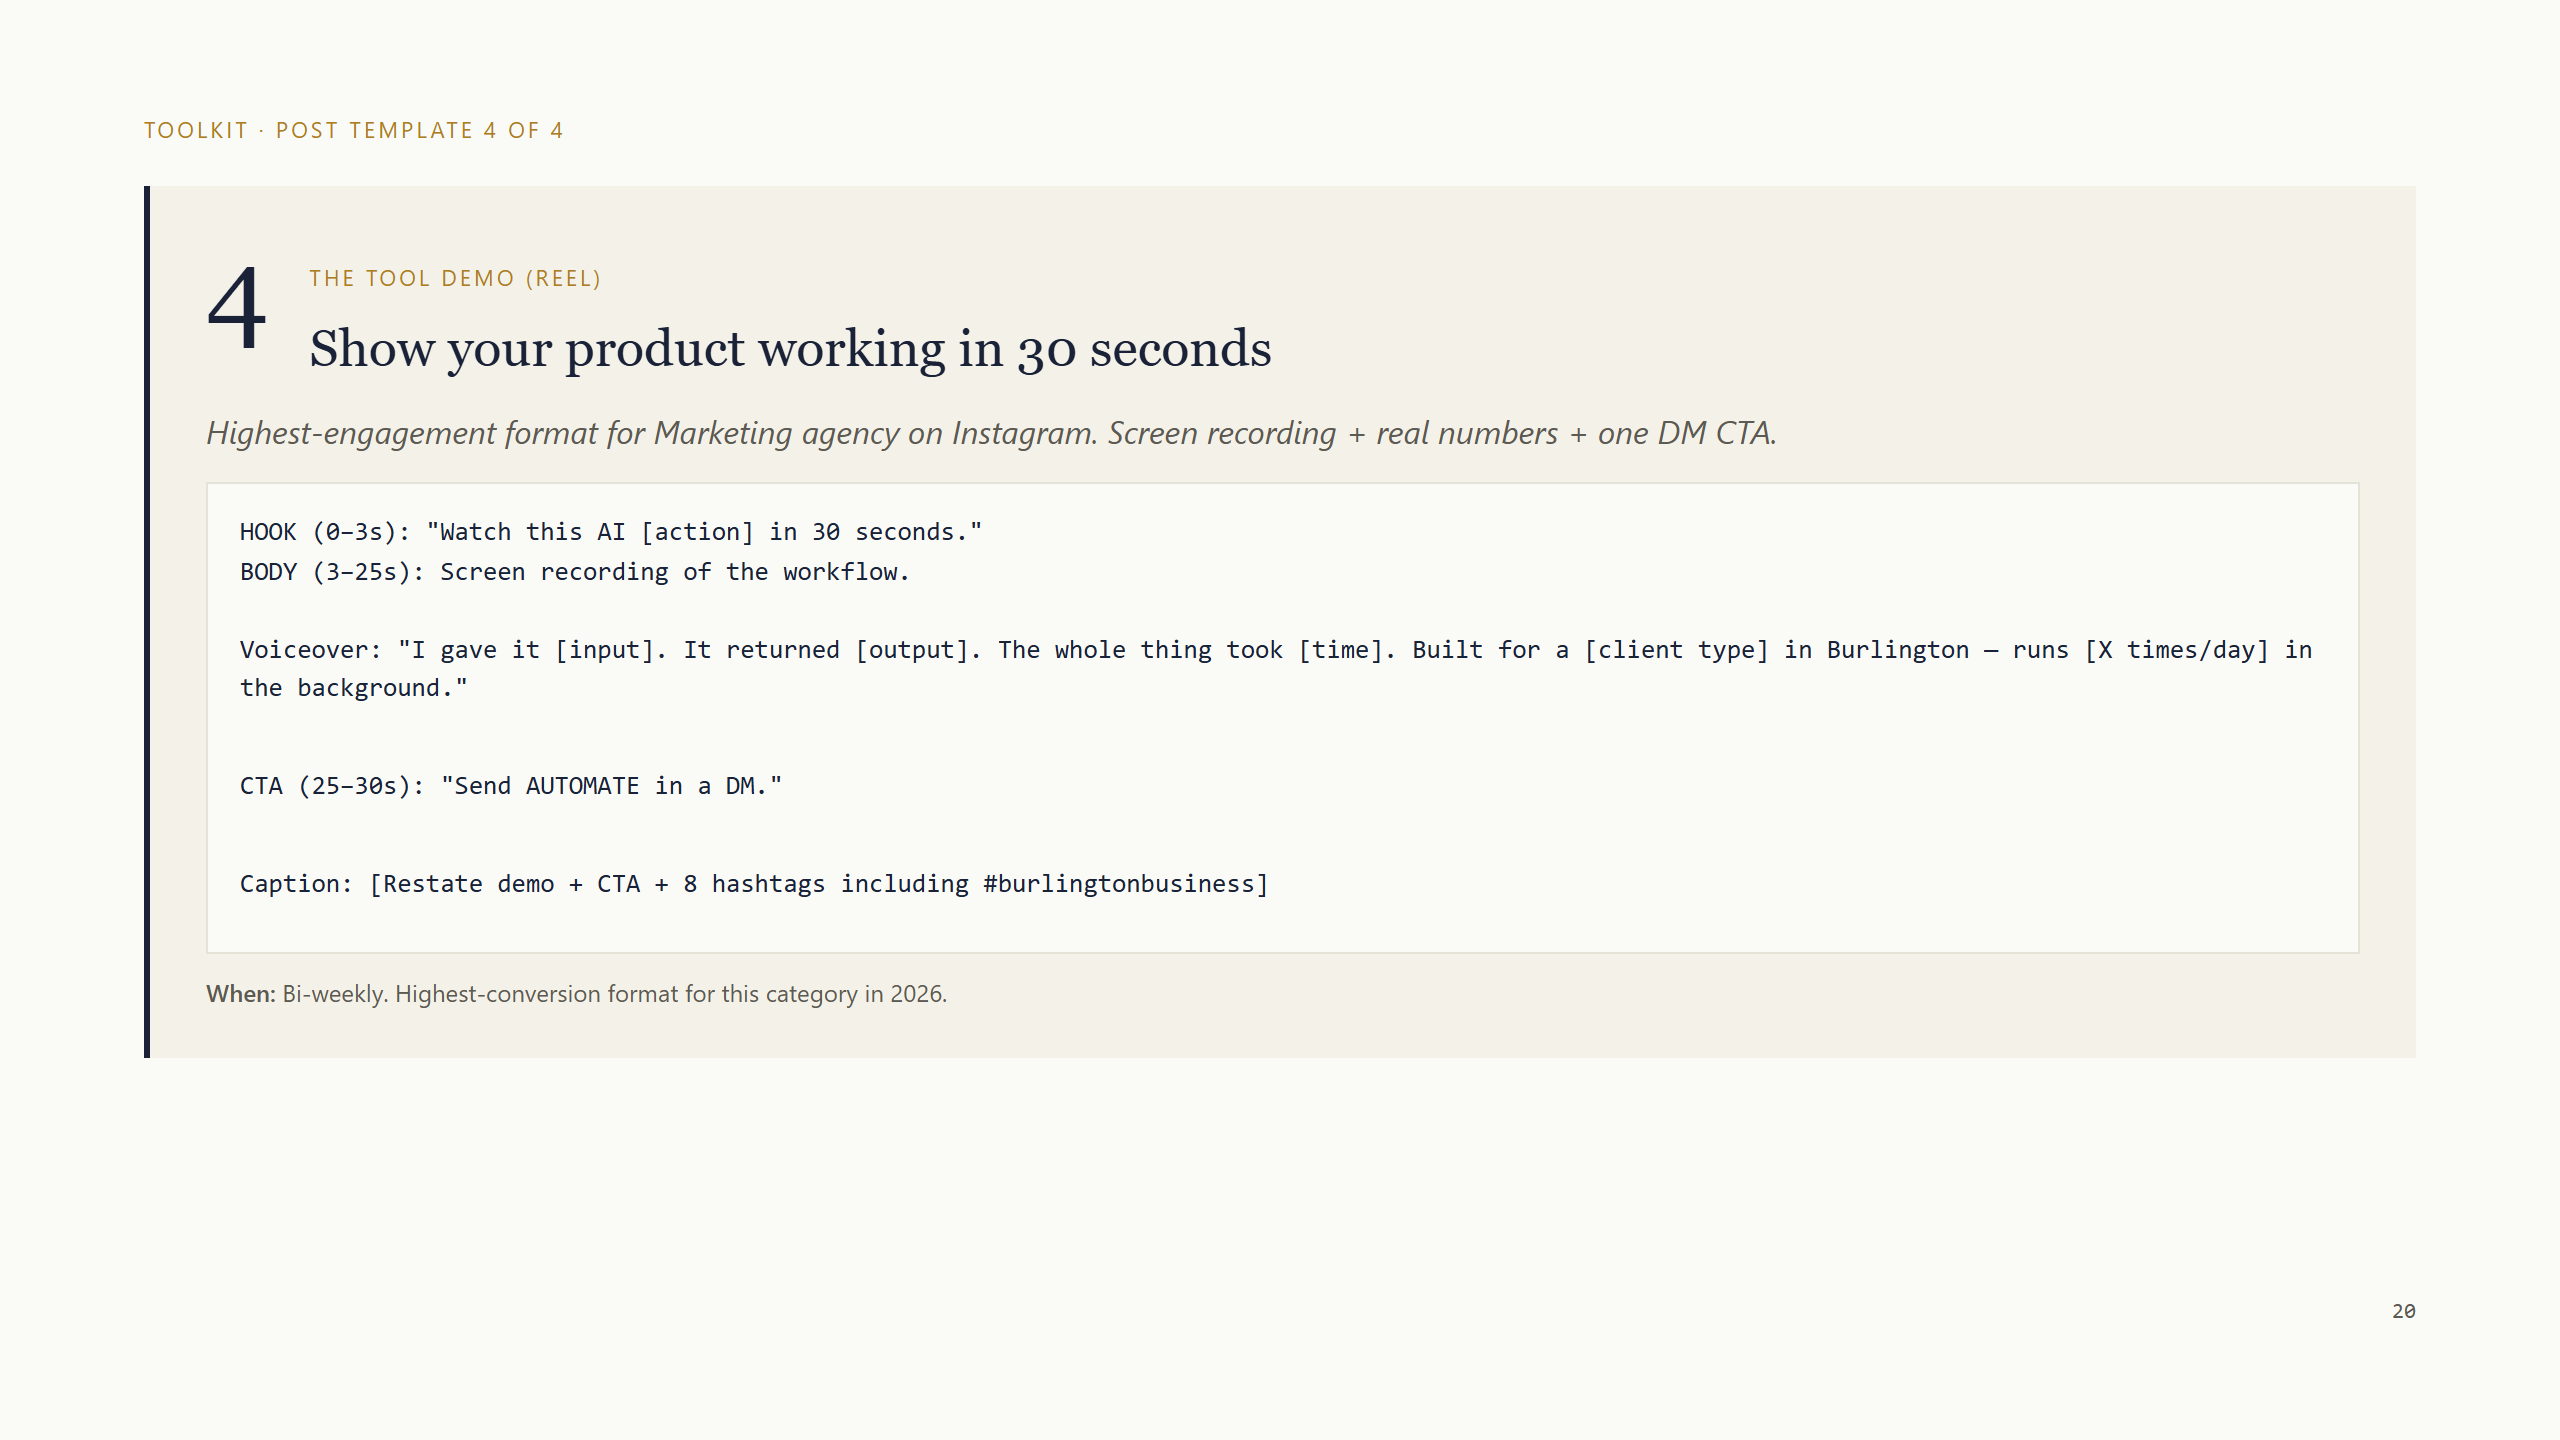 TOOLKIT · POST TEMPLATE 4 OF 4
4
THE TOOL DEMO (REEL)
Show your product working in 30 seconds
Highest-engagement format for Marketing agency on Instagram. Screen recording + real numbers + one DM CTA.
HOOK (0–3s): "Watch this AI [action] in 30 seconds."
BODY (3–25s): Screen recording of the workflow.
Voiceover: "I gave it [input]. It returned [output]. The whole thing took [time]. Built for a [client type] in Burlington — runs [X times/day] in
the background."
CTA (25–30s): "Send AUTOMATE in a DM."
Caption: [Restate demo + CTA + 8 hashtags including #burlingtonbusiness]
When: Bi-weekly. Highest-conversion format for this category in 2026.
20